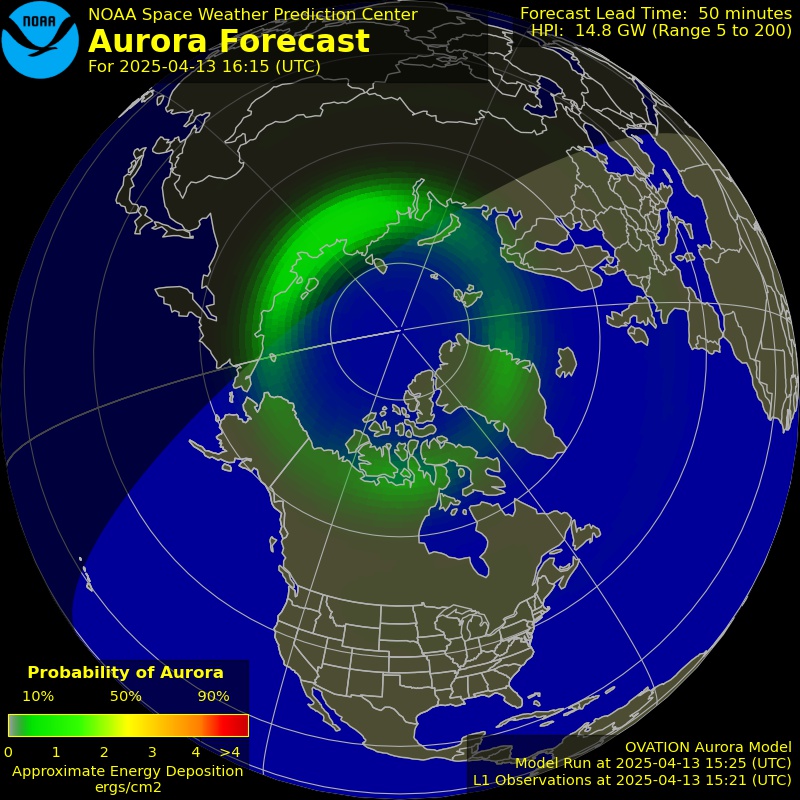 NOAA
NOAA Space Weather Prediction Center
Aurora Forecast
For 2025-04-13 16:15 (UTC)
Forecast Lead Time: 50 minutes
HPI: 14.8 GW (Range 5 to 200)
Probability of Aurora
10% 50% 90%
0 1 2 3 4 >4
Approximate Energy Deposition
ergs/cm2
OVATION Aurora Model
Model Run at 2025-04-13 15:25 (UTC)
L1 Observations at 2025-04-13 15:21 (UTC)